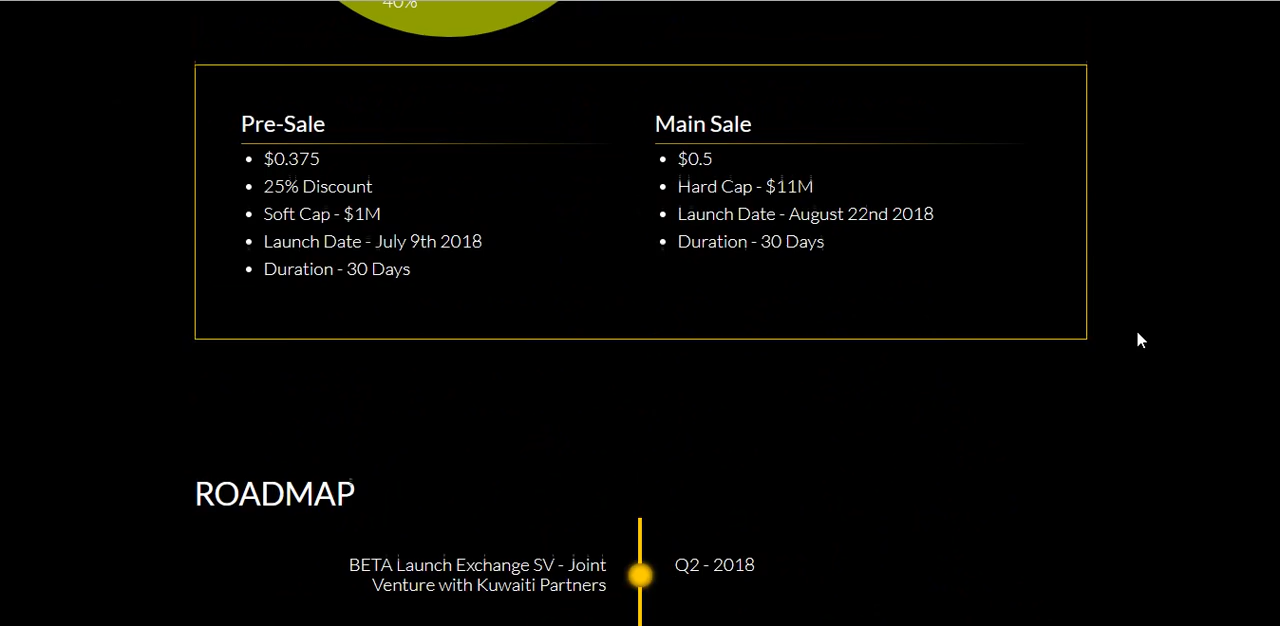 40%
Pre-Sale
$0.375
25% Discount
Soft Cap - $1M
Launch Date - July 9th 2018
Duration - 30 Days
Main Sale
$0.5
Hard Cap - $11M
Launch Date - August 22nd 2018
Duration - 30 Days
ROADMAP
BETA Launch Exchange SV - Joint
Venture with Kuwaiti Partners
Q2 - 2018